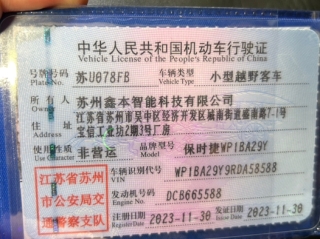 中华人民共和国机动车行驶证
Vehicle License of the People's Republic of China
号牌号码 苏U078FB 车辆类型 小型越野客车
Plate No. Vehicle Type
所有人 苏州鑫本智能科技有限公司
Owner
住址 江苏省苏州市吴中区经济开发区越南街道越南路7-1号
Address 宝信工业坊2期3号厂房
使用性质 非营运 品牌型号 保时捷WP1BA29Y
Use Character Model
江苏省苏州 车辆识别代号 WP1BA29Y9RDA58588
市公安局交 VIN
通警察支队 发动机号码 DCB665588
Engine No.
注册日期 2023-11-30 发证日期 2023-11-30
Register Date Issue Date